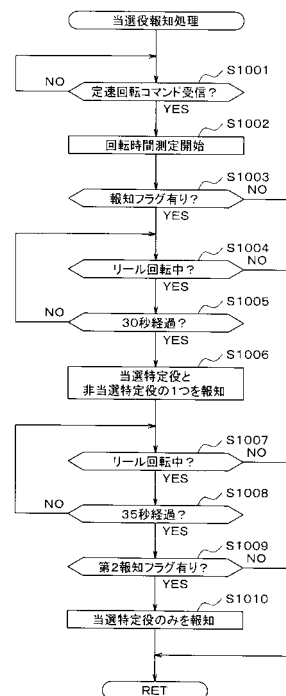 当選役報知処理
S1001
NO
定速回転コマンド受信？
YES
S1002
回転時間測定開始
S1003
報知フラグ有り？
NO
YES
S1004
リール回転中？
NO
YES
S1005
NO
30秒経過？
YES
S1006
当選特定役と
非当選特定役の1つを報知
S1007
リール回転中？
NO
YES
S1008
NO
35秒経過？
YES
S1009
第2報知フラグ有り？
NO
YES
S1010
当選特定役のみを報知
RET